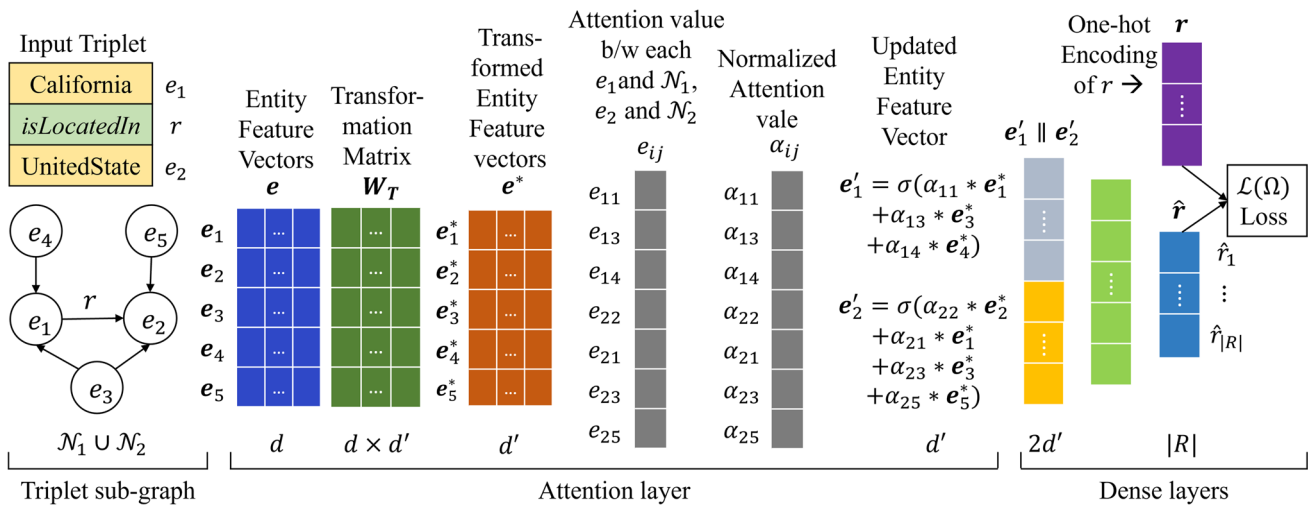 Input Triplet
California e₁
isLocatedIn r
UnitedState e₂
e₄ e₅
e₁ r e₂
e₃
𝒩₁ ∪ 𝒩₂
Triplet sub-graph
Entity
Feature
Vectors
e
e₁ ...
e₂ ...
e₃ ...
e₄ ...
e₅ ...
d
Transfor-
mation
Matrix
W_T
...
...
...
...
...
d × d′
Trans-
formed
Entity
Feature
vectors
e*
e₁* ...
e₂* ...
e₃* ...
e₄* ...
e₅* ...
d′
Attention value
b/w each
e₁and 𝒩₁,
e₂ and 𝒩₂
e_ij
e₁₁
e₁₃
e₁₄
e₂₂
e₂₁
e₂₃
e₂₅
Normalized
Attention
vale
α_ij
α₁₁
α₁₃
α₁₄
α₂₂
α₂₁
α₂₃
α₂₅
Updated
Entity
Feature
Vector
e′₁ = σ(α₁₁ ∗ e₁*
+α₁₃ ∗ e₃*
+α₁₄ ∗ e₄*)
e′₂ = σ(α₂₂ ∗ e₂*
+α₂₁ ∗ e₁*
+α₂₃ ∗ e₃*
+α₂₅ ∗ e₅*)
d′
Attention layer
One-hot
Encoding
of r →
r
e′₁ ∥ e′₂
2d′
r̂
r̂₁
⋮
r̂_|R|
|R|
ℒ(Ω)
Loss
Dense layers